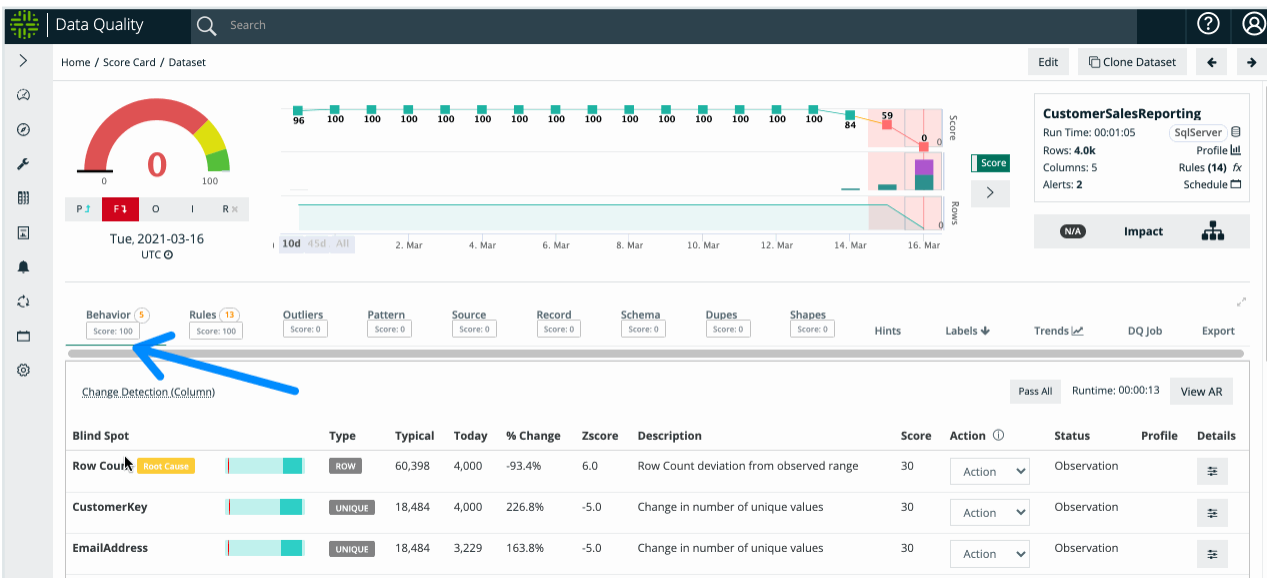 Data Quality
Search
Home / Score Card / Dataset
Edit
Clone Dataset
0
0 100
P F O I R ×
Tue, 2021-03-16
UTC
96 100 100 100 100 100 100 100 100 100 100 100 100 100 100 84 59 0
0
Score
Rows
0
10d 45d All
2. Mar 4. Mar 6. Mar 8. Mar 10. Mar 12. Mar 14. Mar 16. Mar
Score
CustomerSalesReporting
Run Time: 00:01:05 SqlServer
Rows: 4.0k Profile
Columns: 5 Rules (14) fx
Alerts: 2 Schedule
N/A Impact
Behavior 5 Rules 13 Outliers Pattern Source Record Schema Dupes Shapes
Score: 100 Score: 100 Score: 0 Score: 0 Score: 0 Score: 0 Score: 0 Score: 0 Score: 0
Hints Labels Trends DQ Job Export
Change Detection (Column) Pass All Runtime: 00:00:13 View AR
Blind Spot Type Typical Today % Change Zscore Description Score Action Status Profile Details
Row Coun Root Cause ROW 60,398 4,000 -93.4% 6.0 Row Count deviation from observed range 30 Action Observation
CustomerKey UNIQUE 18,484 4,000 226.8% -5.0 Change in number of unique values 30 Action Observation
EmailAddress UNIQUE 18,484 3,229 163.8% -5.0 Change in number of unique values 30 Action Observation